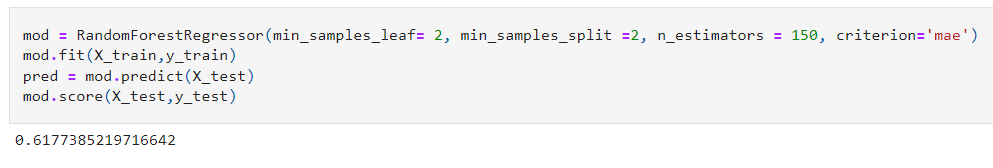 mod = RandomForestRegressor(min_samples_leaf= 2, min_samples_split =2, n_estimators = 150, criterion='mae')
mod.fit(X_train,y_train)
pred = mod.predict(X_test)
mod.score(X_test,y_test)
0.6177385219716642